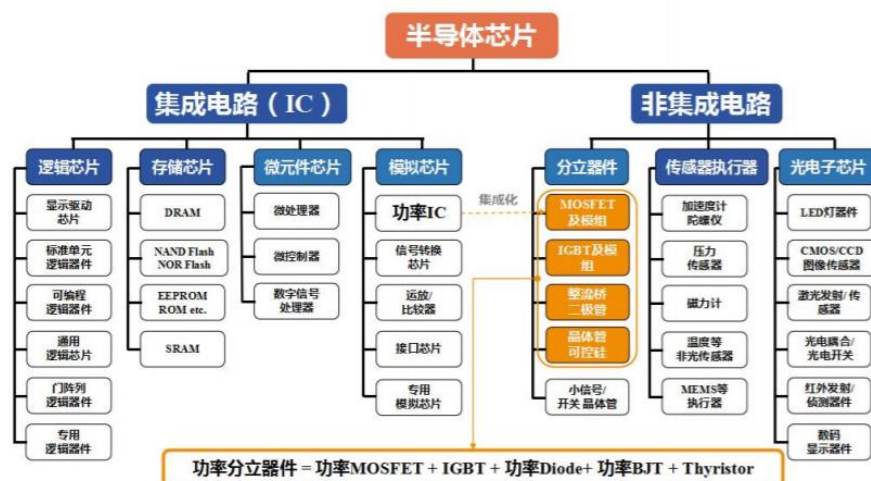 半导体芯片
集成电路（IC）
非集成电路
逻辑芯片
存储芯片
微元件芯片
模拟芯片
分立器件
传感器执行器
光电子芯片
显示驱动
芯片
标准单元
逻辑器件
可编程
逻辑器件
通用
逻辑芯片
门阵列
逻辑器件
专用
逻辑器件
DRAM
NAND Flash
NOR Flash
EEPROM
ROM etc.
SRAM
微处理器
微控制器
数字信号
处理器
功率IC
信号转换
芯片
运放/
比较器
接口芯片
专用
模拟芯片
集成化
MOSFET
及模组
IGBT及模
组
整流桥
二极管
晶体管
可控硅
小信号/
开关 晶体管
加速度计
陀螺仪
压力
传感器
磁力计
温度等
非光传感器
MEMS等
执行器
LED灯器件
CMOS/CCD
图像传感器
激光发射/ 传
感器
光电耦合/
光电开关
红外发射/
侦测器件
数码
显示器件
功率分立器件 = 功率MOSFET + IGBT + 功率Diode+ 功率BJT + Thyristor